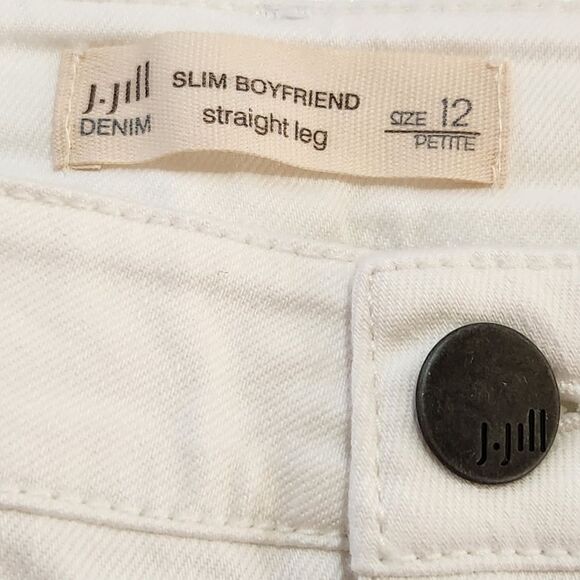 J.Jill
DENIM
SLIM BOYFRIEND
straight leg
SIZE 12
PETITE
J.Jill